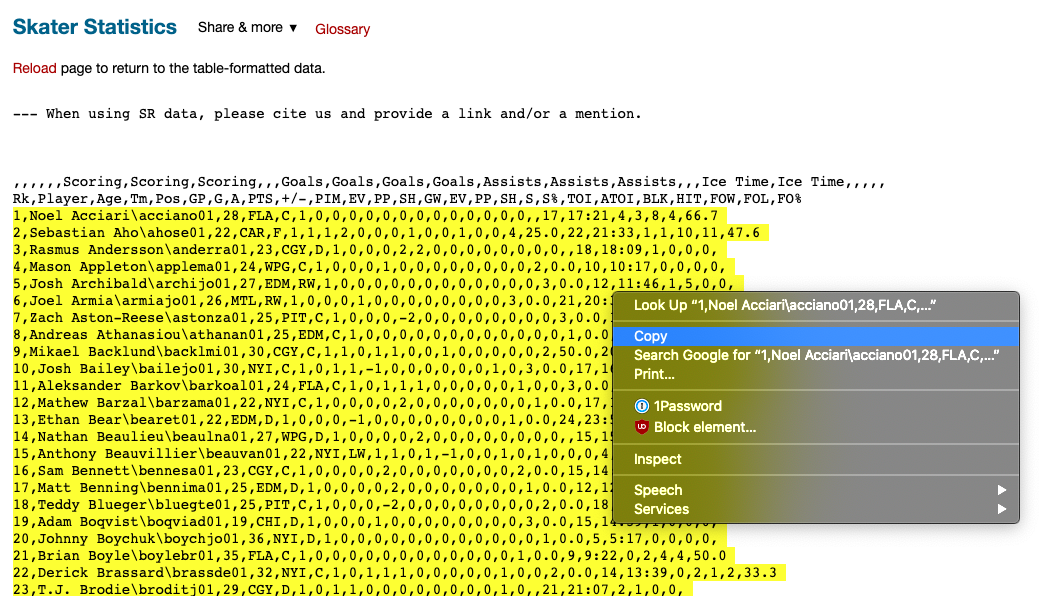 Skater Statistics Share & more ▼ Glossary
Reload page to return to the table-formatted data.
--- When using SR data, please cite us and provide a link and/or a mention.
,,,,,,Scoring,Scoring,Scoring,,,Goals,Goals,Goals,Goals,Assists,Assists,Assists,,,Ice Time,Ice Time,,,,,
Rk,Player,Age,Tm,Pos,GP,G,A,PTS,+/-,PIM,EV,PP,SH,GW,EV,PP,SH,S,S%,TOI,ATOI,BLK,HIT,FOW,FOL,FO%
1,Noel Acciari\acciano01,28,FLA,C,1,0,0,0,0,0,0,0,0,0,0,0,0,0,,17,17:21,4,3,8,4,66.7
2,Sebastian Aho\ahose01,22,CAR,F,1,1,1,2,0,0,0,1,0,0,1,0,0,4,25.0,22,21:33,1,1,10,11,47.6
3,Rasmus Andersson\anderra01,23,CGY,D,1,0,0,0,2,2,0,0,0,0,0,0,0,0,,18,18:09,1,0,0,0,
4,Mason Appleton\applema01,24,WPG,C,1,0,0,0,1,0,0,0,0,0,0,0,0,2,0.0,10,10:17,0,0,0,0,
5,Josh Archibald\archijo01,27,EDM,RW,1,0,0,0,0,0,0,0,0,0,0,0,0,3,0.0,12,11:46,1,5,0,0,
6,Joel Armia\armiajo01,26,MTL,RW,1,0,0,0,1,0,0,0,0,0,0,0,0,3,0.0,21,20:
7,Zach Aston-Reese\astonza01,25,PIT,C,1,0,0,0,-2,0,0,0,0,0,0,0,0,3,0.0,
8,Andreas Athanasiou\athanan01,25,EDM,C,1,0,0,0,0,0,0,0,0,0,0,0,0,1,0.0
9,Mikael Backlund\backlmi01,30,CGY,C,1,1,0,1,1,0,0,1,0,0,0,0,0,2,50.0,20
10,Josh Bailey\bailejo01,30,NYI,C,1,0,1,1,-1,0,0,0,0,0,0,1,0,3,0.0,17,1
11,Aleksander Barkov\barkoal01,24,FLA,C,1,0,1,1,1,0,0,0,0,0,1,0,0,3,0.0
12,Mathew Barzal\barzama01,22,NYI,C,1,0,0,0,0,2,0,0,0,0,0,0,0,1,0.0,17,
13,Ethan Bear\bearet01,22,EDM,D,1,0,0,0,-1,0,0,0,0,0,0,0,0,1,0.0,24,23:
14,Nathan Beaulieu\beaulna01,27,WPG,D,1,0,0,0,0,2,0,0,0,0,0,0,0,0,,15,15
15,Anthony Beauvillier\beauvan01,22,NYI,LW,1,1,0,1,-1,0,0,1,0,1,0,0,0,4
16,Sam Bennett\bennesa01,23,CGY,C,1,0,0,0,0,2,0,0,0,0,0,0,0,2,0.0,15,14
17,Matt Benning\bennima01,25,EDM,D,1,0,0,0,0,2,0,0,0,0,0,0,0,1,0.0,12,12
18,Teddy Blueger\bluegte01,25,PIT,C,1,0,0,0,-2,0,0,0,0,0,0,0,0,2,0.0,18
19,Adam Boqvist\boqviad01,19,CHI,D,1,0,0,0,1,0,0,0,0,0,0,0,0,3,0.0,15,14
20,Johnny Boychuk\boychjo01,36,NYI,D,1,0,0,0,0,0,0,0,0,0,0,0,0,1,0.0,5,5:17,0,0,0,0,
21,Brian Boyle\boylebr01,35,FLA,C,1,0,0,0,0,0,0,0,0,0,0,0,0,1,0.0,9,9:22,0,2,4,4,50.0
22,Derick Brassard\brassde01,32,NYI,C,1,0,1,1,1,0,0,0,0,0,1,0,0,2,0.0,14,13:39,0,2,1,2,33.3
23,T.J. Brodie\broditj01,29,CGY,D,1,0,1,1,0,0,0,0,0,0,0,1,0,,21,21:07,2,1,0,0,
Look Up “1,Noel Acciari\acciano01,28,FLA,C,...”
Copy
Search Google for “1,Noel Acciari\acciano01,28,FLA,C,...”
Print...
1Password
Block element...
Inspect
Speech ▶
Services ▶